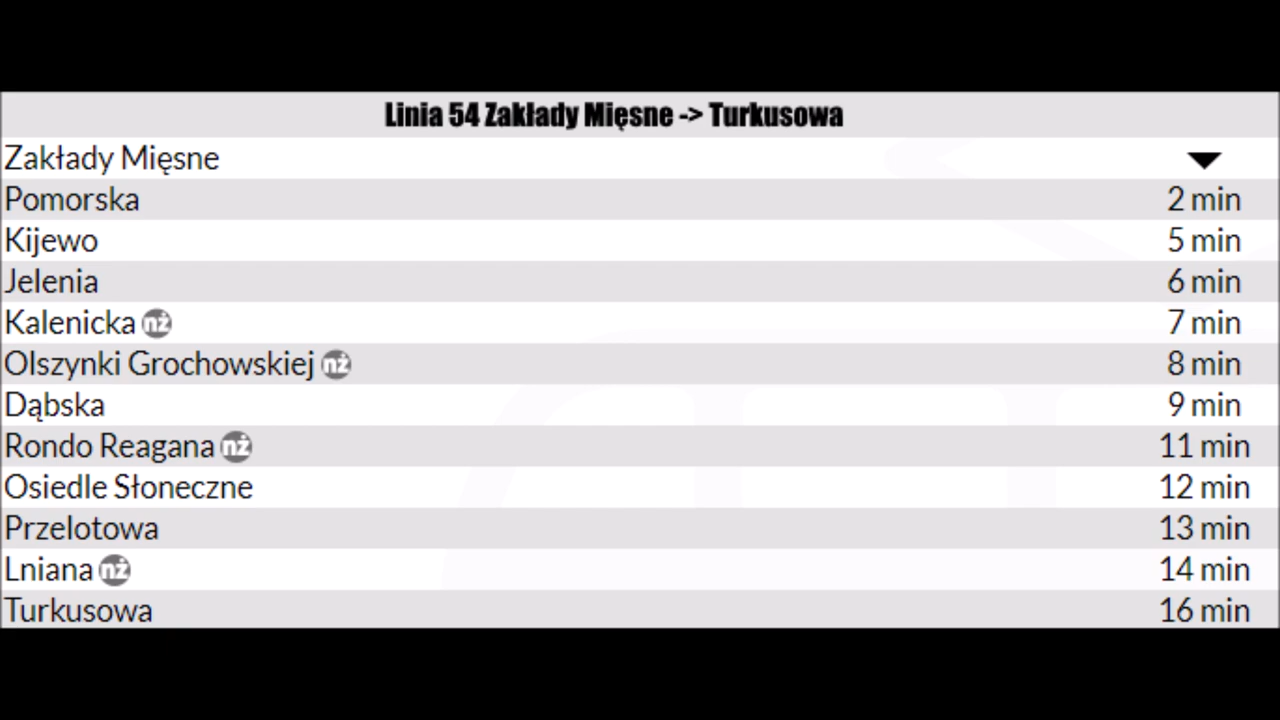 Linia 54 Zakłady Mięsne -> Turkusowa
Zakłady Mięsne
Pomorska 2 min
Kijewo 5 min
Jelenia 6 min
Kalenicka nż 7 min
Olszynki Grochowskiej nż 8 min
Dąbska 9 min
Rondo Reagana nż 11 min
Osiedle Słoneczne 12 min
Przelotowa 13 min
Lniana nż 14 min
Turkusowa 16 min